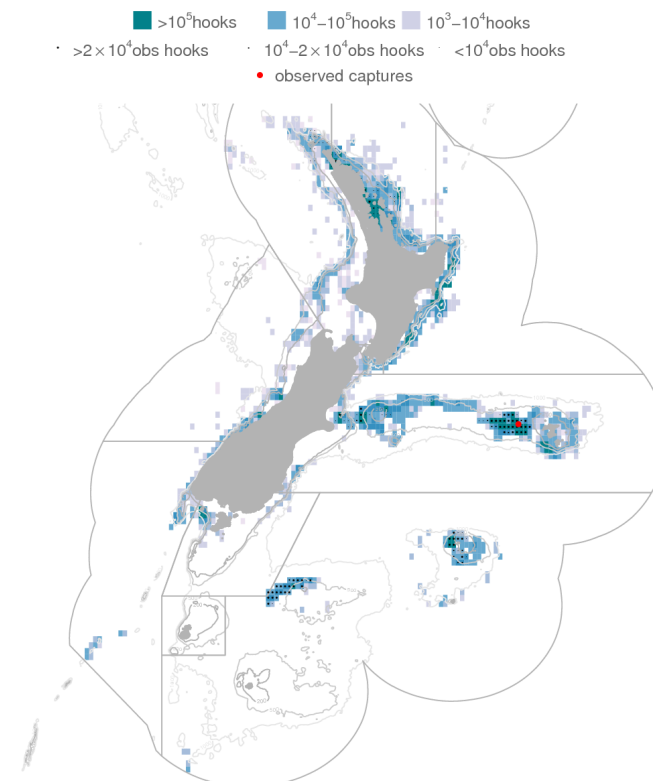 >10⁵hooks 10⁴–10⁵hooks 10³–10⁴hooks
>2×10⁴obs hooks 10⁴–2×10⁴obs hooks <10⁴obs hooks
observed captures